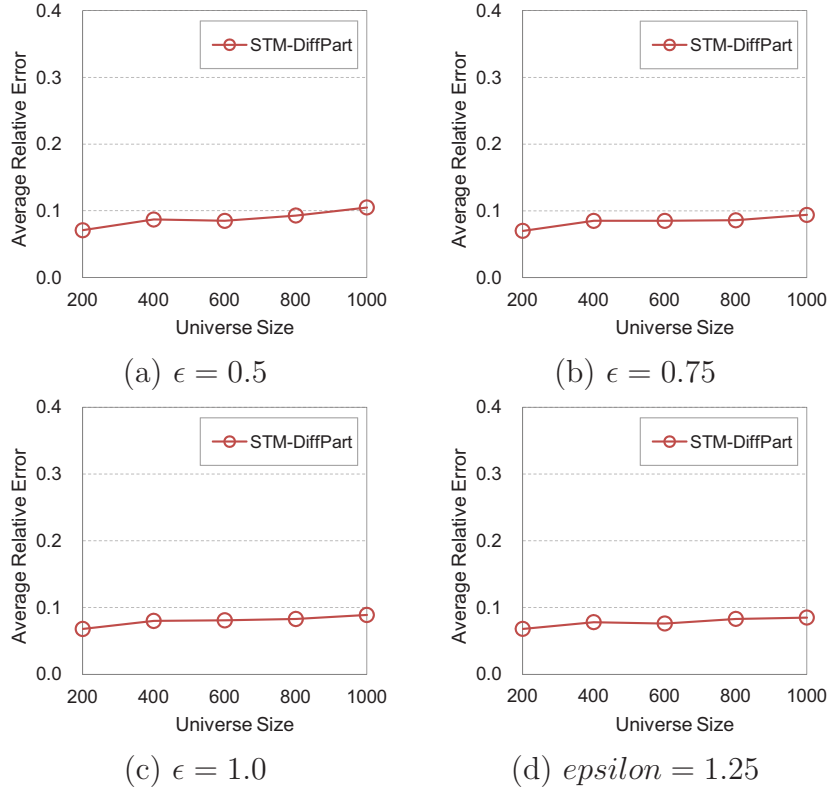 0.4
STM-DiffPart
0.3
0.2
0.1
0.0
Average Relative Error
200 400 600 800 1000
Universe Size
(a) ϵ = 0.5
0.4
STM-DiffPart
0.3
0.2
0.1
0.0
Average Relative Error
200 400 600 800 1000
Universe Size
(b) ϵ = 0.75
0.4
STM-DiffPart
0.3
0.2
0.1
0.0
Average Relative Error
200 400 600 800 1000
Universe Size
(c) ϵ = 1.0
0.4
STM-DiffPart
0.3
0.2
0.1
0.0
Average Relative Error
200 400 600 800 1000
Universe Size
(d) epsilon = 1.25